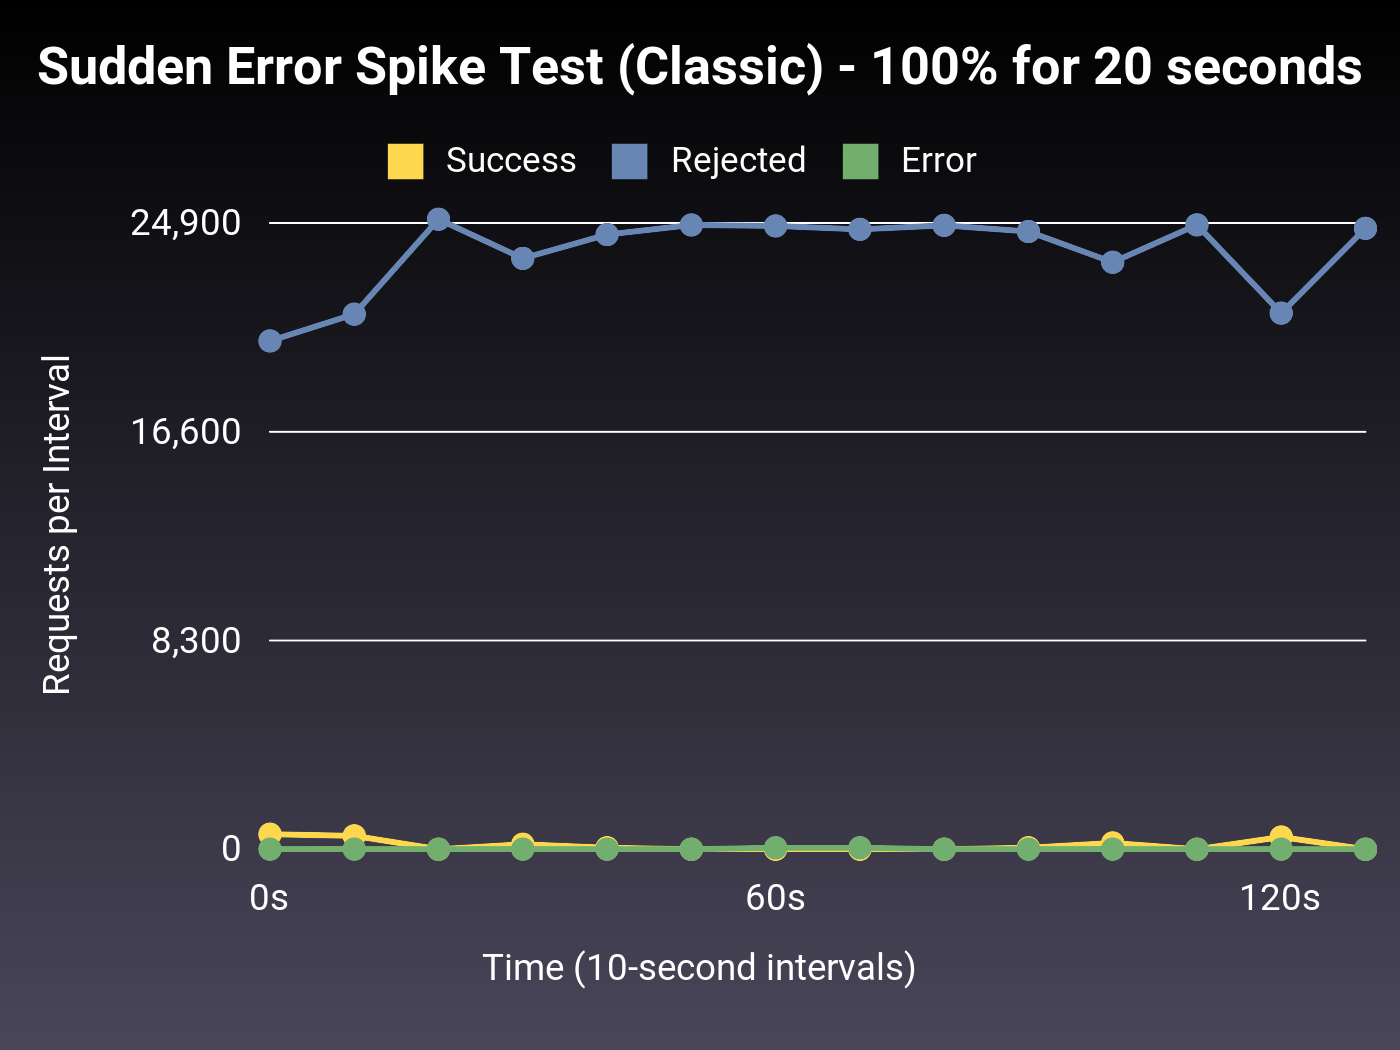 Sudden Error Spike Test (Classic) - 100% for 20 seconds
Success Rejected Error
24,900
16,600
8,300
0
Requests per Interval
0s 60s 120s
Time (10-second intervals)